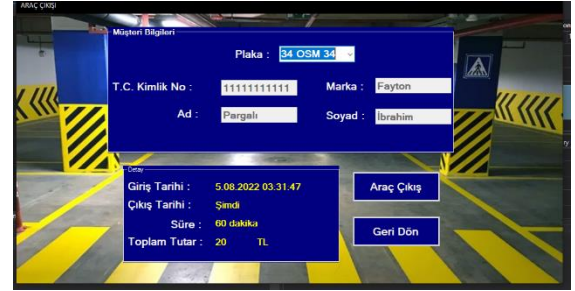 ARAÇ ÇIKIŞI
Müşteri Bilgileri
Plaka : 34 OSM 34
T.C. Kimlik No : 11111111111 Marka : Fayton
Ad : Pargalı Soyad : İbrahim
Detay
Giriş Tarihi : 5.08.2022 03:31:47
Çıkış Tarihi : Şimdi
Süre : 60 dakika
Toplam Tutar : 20 TL
Araç Çıkış
Geri Dön